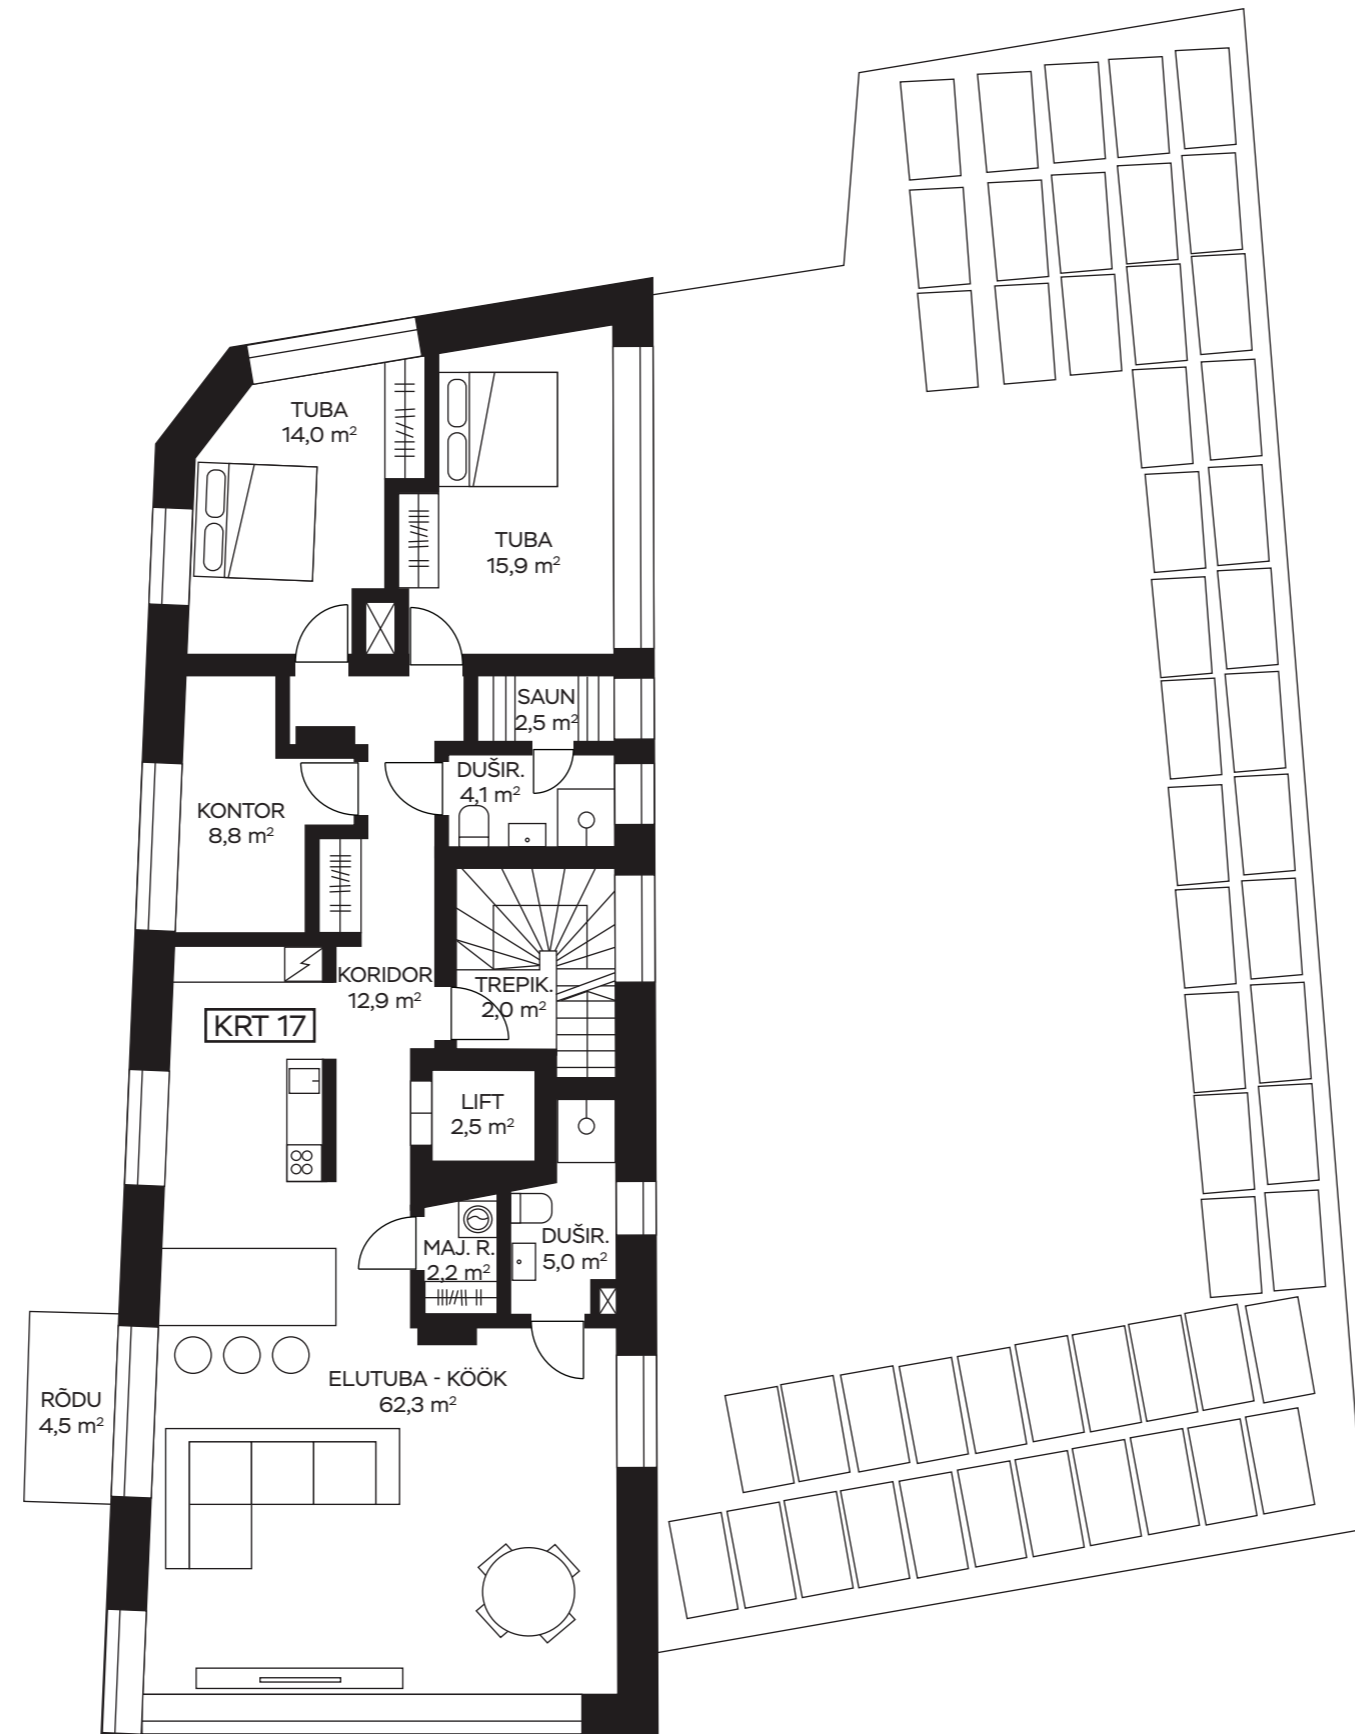 TUBA
14,0 m²
TUBA
15,9 m²
SAUN
2,5 m²
DUŠIR.
4,1 m²
KONTOR
8,8 m²
KORIDOR
12,9 m²
TREPIK.
2,0 m²
KRT 17
LIFT
2,5 m²
MAJ. R.
2,2 m²
DUŠIR.
5,0 m²
ELUTUBA - KÖÖK
62,3 m²
RÕDU
4,5 m²